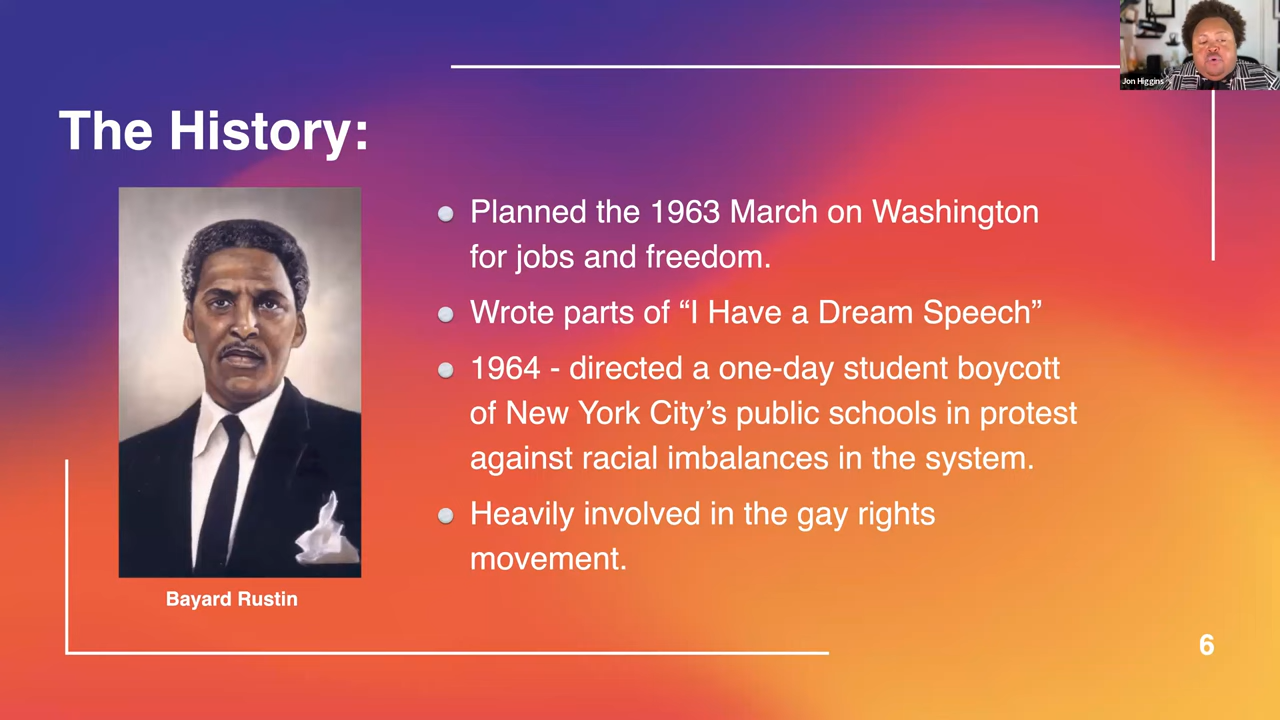 Jon Higgins
The History:
Planned the 1963 March on Washington
for jobs and freedom.
Wrote parts of “I Have a Dream Speech”
1964 - directed a one-day student boycott
of New York City’s public schools in protest
against racial imbalances in the system.
Heavily involved in the gay rights
movement.
Bayard Rustin
6